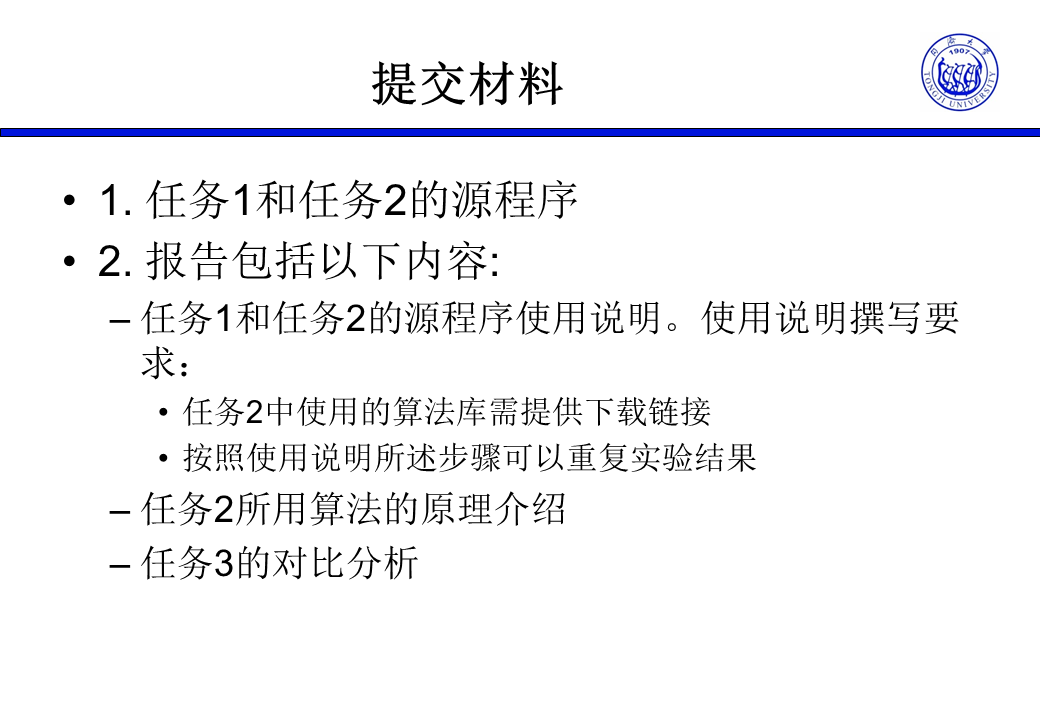 提交材料
同济大学
1907
TONGJI UNIVERSITY
• 1. 任务1和任务2的源程序
• 2. 报告包括以下内容:
– 任务1和任务2的源程序使用说明。使用说明撰写要
求：
• 任务2中使用的算法库需提供下载链接
• 按照使用说明所述步骤可以重复实验结果
– 任务2所用算法的原理介绍
– 任务3的对比分析